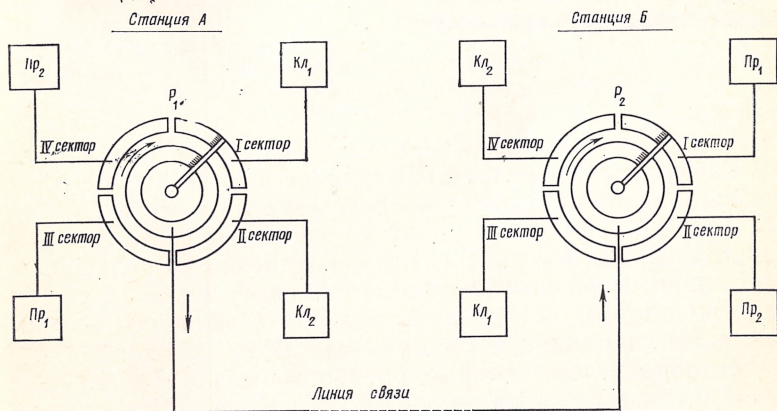 Станция А
Станция Б
Пр₂
Кл₁
Кл₂
Пр₁
Р₁
Р₂
IV сектор
I сектор
IV сектор
I сектор
III сектор
II сектор
III сектор
II сектор
Пр₁
Кл₂
Кл₁
Пр₂
Линия связи